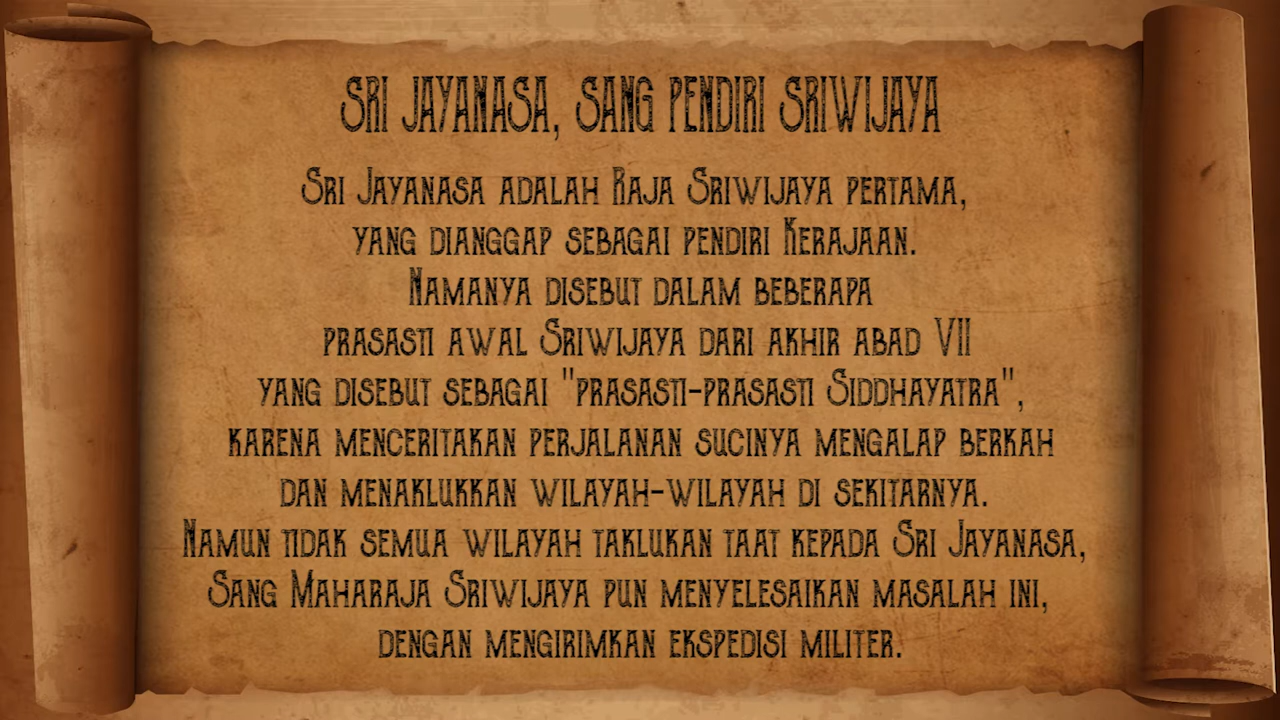 SRI JAYANASA, SANG PENDIRI SRIWIJAYA
SRI JAYANASA ADALAH RAJA SRIWIJAYA PERTAMA,
YANG DIANGGAP SEBAGAI PENDIRI KERAJAAN.
NAMANYA DISEBUT DALAM BEBERAPA
PRASASTI AWAL SRIWIJAYA DARI AKHIR ABAD VII
YANG DISEBUT SEBAGAI "PRASASTI-PRASASTI SIDDHAYATRA",
KARENA MENCERITAKAN PERJALANAN SUCINYA MENGALAP BERKAH
DAN MENAKLUKKAN WILAYAH-WILAYAH DI SEKITARNYA.
NAMUN TIDAK SEMUA WILAYAH TAKLUKAN TAAT KEPADA SRI JAYANASA,
SANG MAHARAJA SRIWIJAYA PUN MENYELESAIKAN MASALAH INI,
DENGAN MENGIRIMKAN EKSPEDISI MILITER.